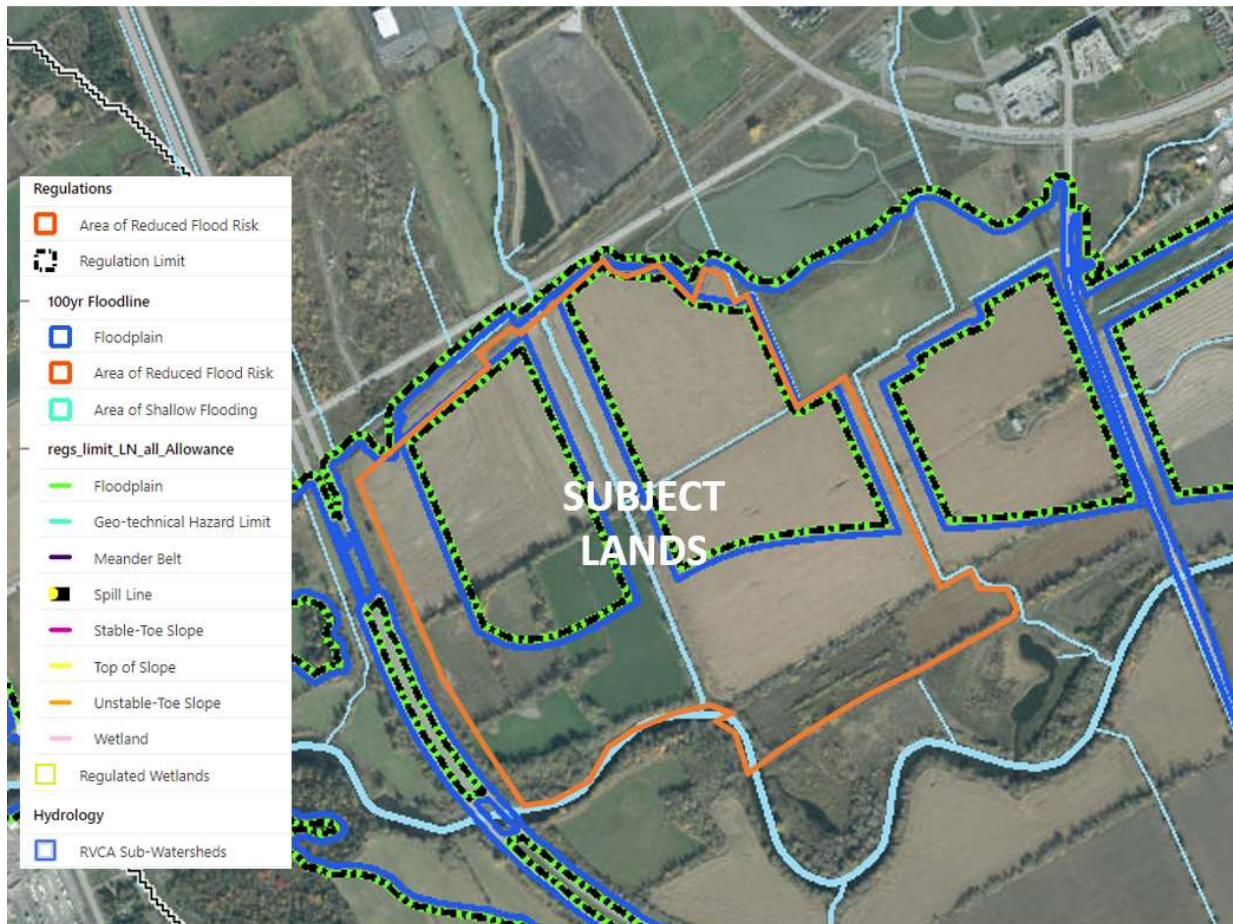 Regulations
Area of Reduced Flood Risk
Regulation Limit
100yr Floodline
Floodplain
Area of Reduced Flood Risk
Area of Shallow Flooding
regs_limit_LN_all_Allowance
Floodplain
Geo-technical Hazard Limit
Meander Belt
Spill Line
Stable-Toe Slope
Top of Slope
Unstable-Toe Slope
Wetland
Regulated Wetlands
Hydrology
RVCA Sub-Watersheds
SUBJECT
LANDS